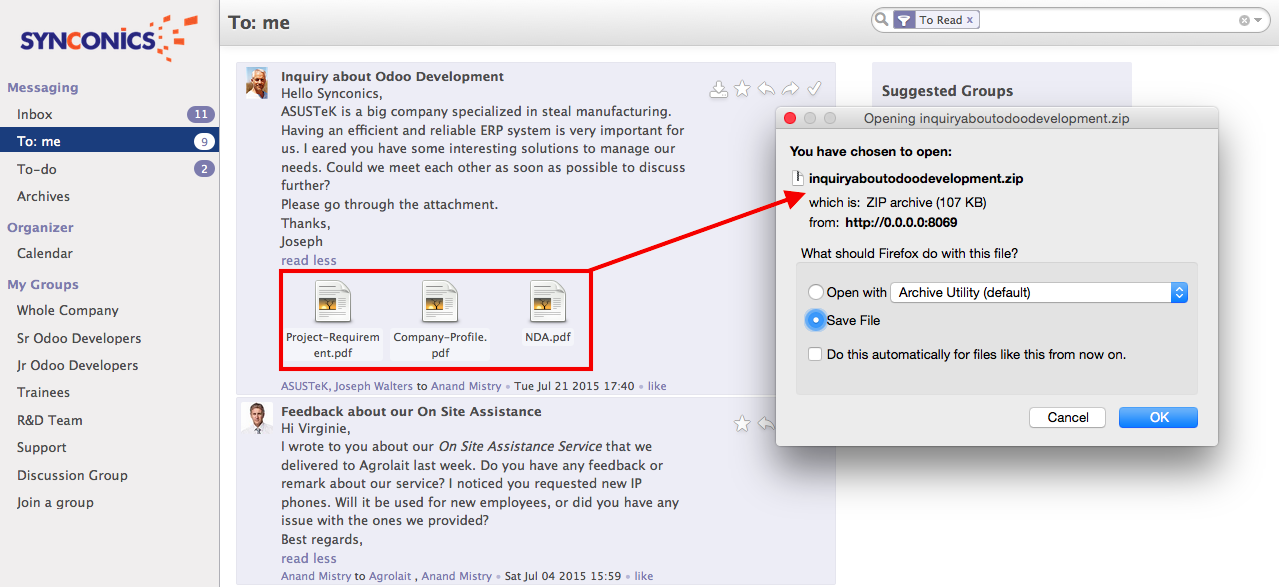 SYNCONICS
Messaging
Inbox 11
To: me 9
To-do 2
Archives
Organizer
Calendar
My Groups
Whole Company
Sr Odoo Developers
Jr Odoo Developers
Trainees
R&D Team
Support
Discussion Group
Join a group
To: me
To Read x
Inquiry about Odoo Development
Hello Synconics,
ASUSTeK is a big company specialized in steal manufacturing.
Having an efficient and reliable ERP system is very important for
us. I eared you have some interesting solutions to manage our
needs. Could we meet each other as soon as possible to discuss
further?
Please go through the attachment.
Thanks,
Joseph
read less
Project-Requirem
ent.pdf
Company-Profile.
pdf
NDA.pdf
ASUSTeK, Joseph Walters to Anand Mistry • Tue Jul 21 2015 17:40 • like
Feedback about our On Site Assistance
Hi Virginie,
I wrote to you about our On Site Assistance Service that we
delivered to Agrolait last week. Do you have any feedback or
remark about our service? I noticed you requested new IP
phones. Will it be used for new employees, or did you have any
issue with the ones we provided?
Best regards,
read less
Anand Mistry to Agrolait , Anand Mistry • Sat Jul 04 2015 15:59 • like
Suggested Groups
Opening inquiryaboutodoodevelopment.zip
You have chosen to open:
inquiryaboutodoodevelopment.zip
which is: ZIP archive (107 KB)
from: http://0.0.0.0:8069
What should Firefox do with this file?
Open with Archive Utility (default)
Save File
Do this automatically for files like this from now on.
Cancel OK